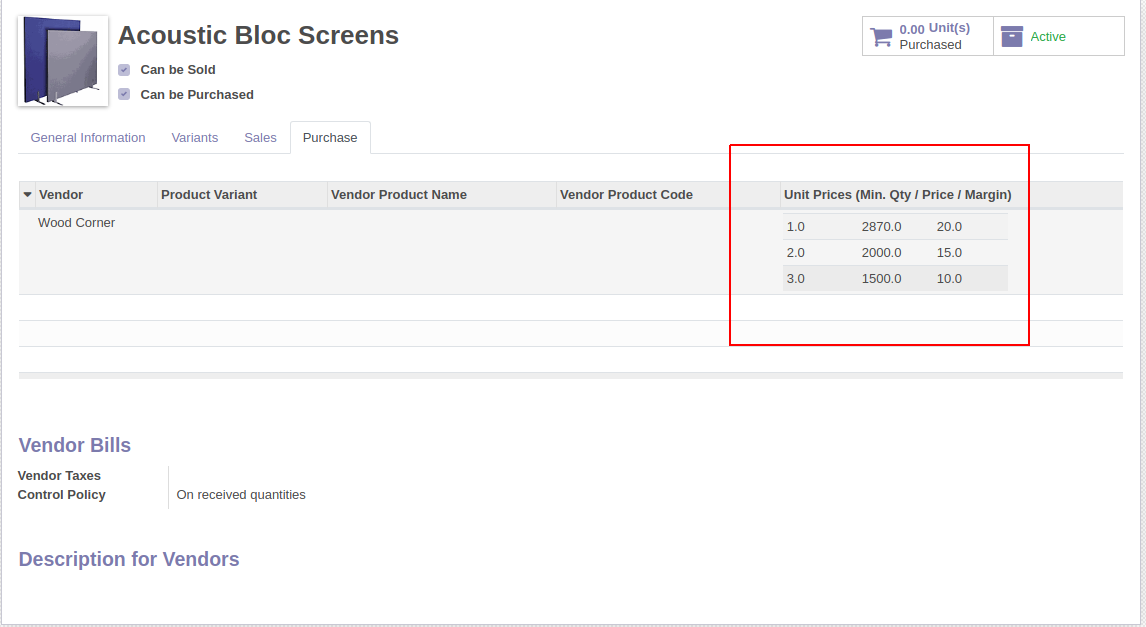 Acoustic Bloc Screens
Can be Sold
Can be Purchased
0.00 Unit(s)
Purchased
Active
General Information Variants Sales Purchase
Vendor Product Variant Vendor Product Name Vendor Product Code Unit Prices (Min. Qty / Price / Margin)
Wood Corner
1.0 2870.0 20.0
2.0 2000.0 15.0
3.0 1500.0 10.0
Vendor Bills
Vendor Taxes
Control Policy On received quantities
Description for Vendors